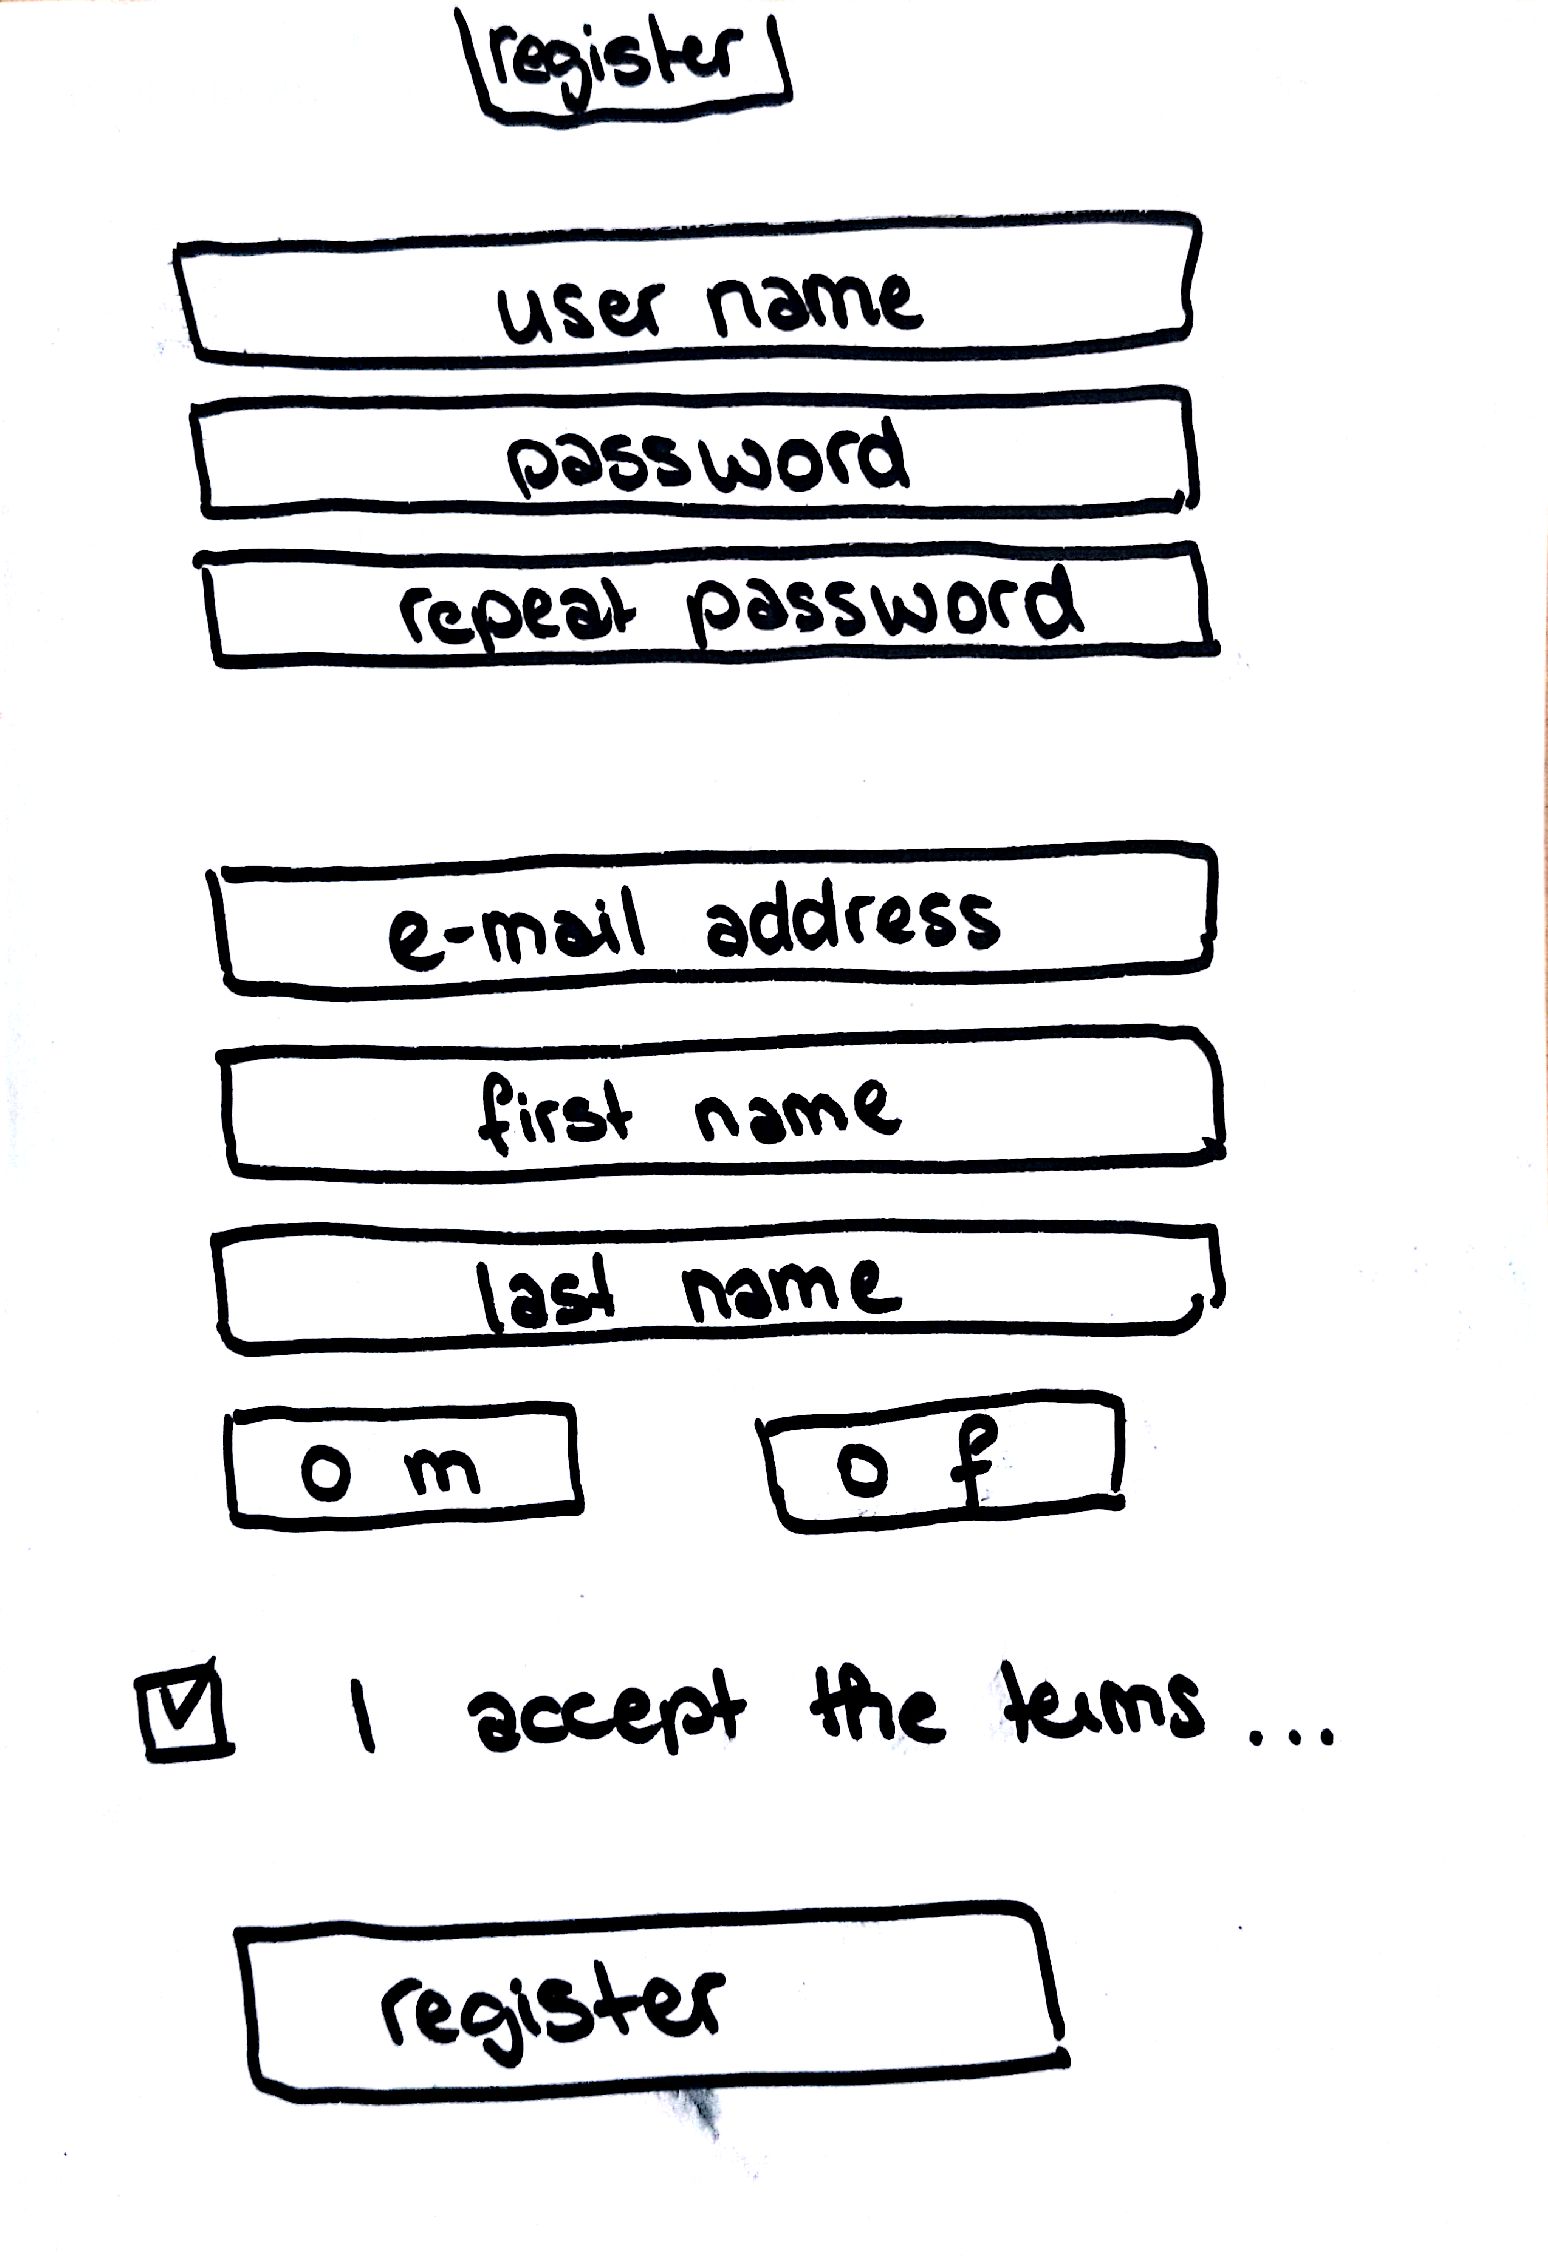 register
user name
password
repeat password
e-mail address
first name
last name
o m o f
I accept the terms...
register